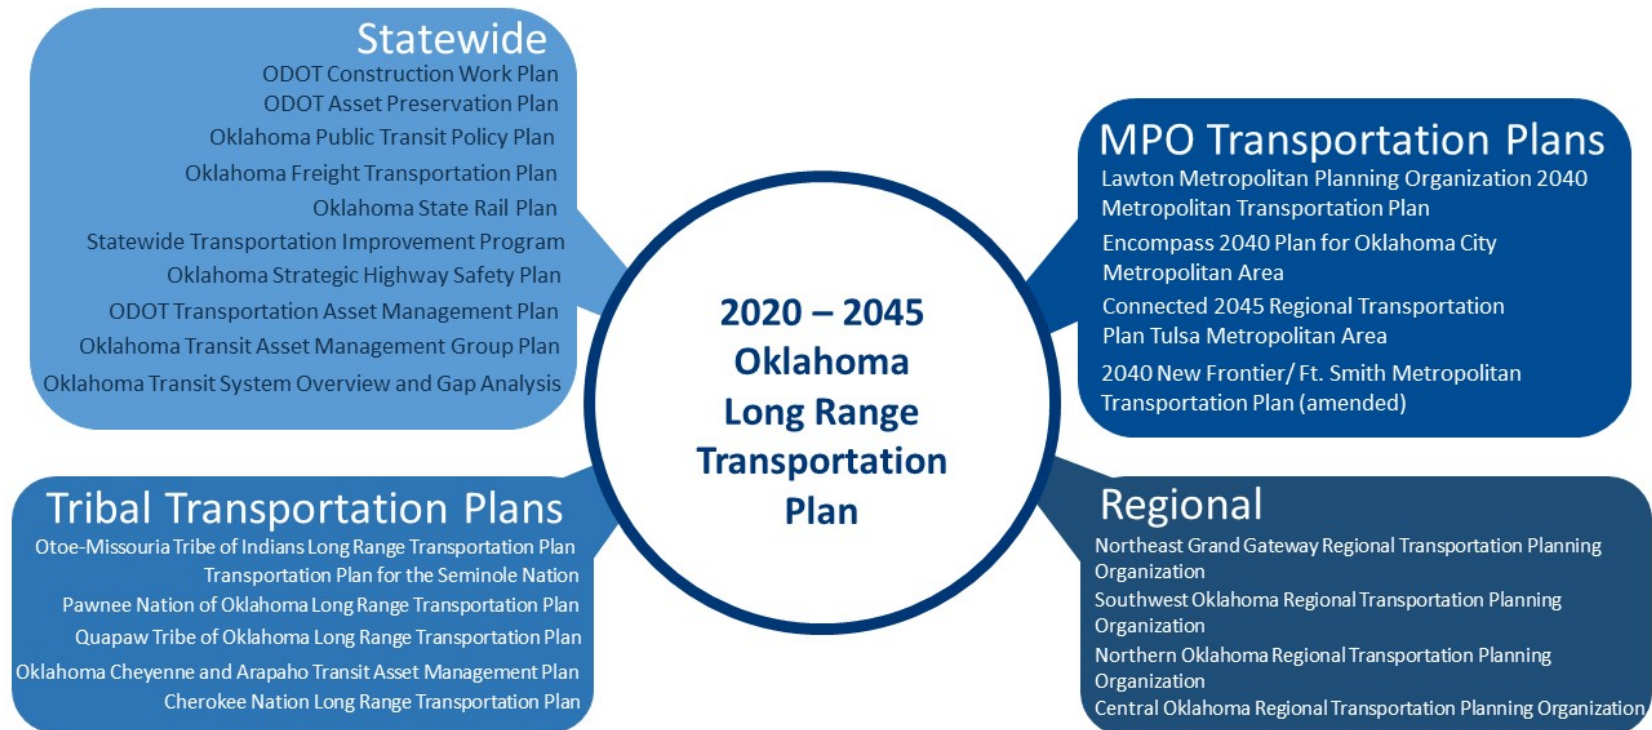 Statewide
ODOT Construction Work Plan
ODOT Asset Preservation Plan
Oklahoma Public Transit Policy Plan
Oklahoma Freight Transportation Plan
Oklahoma State Rail Plan
Statewide Transportation Improvement Program
Oklahoma Strategic Highway Safety Plan
ODOT Transportation Asset Management Plan
Oklahoma Transit Asset Management Group Plan
Oklahoma Transit System Overview and Gap Analysis
MPO Transportation Plans
Lawton Metropolitan Planning Organization 2040
Metropolitan Transportation Plan
Encompass 2040 Plan for Oklahoma City
Metropolitan Area
Connected 2045 Regional Transportation
Plan Tulsa Metropolitan Area
2040 New Frontier/ Ft. Smith Metropolitan
Transportation Plan (amended)
2020 – 2045
Oklahoma
Long Range
Transportation
Plan
Tribal Transportation Plans
Otoe-Missouria Tribe of Indians Long Range Transportation Plan
Transportation Plan for the Seminole Nation
Pawnee Nation of Oklahoma Long Range Transportation Plan
Quapaw Tribe of Oklahoma Long Range Transportation Plan
Oklahoma Cheyenne and Arapaho Transit Asset Management Plan
Cherokee Nation Long Range Transportation Plan
Regional
Northeast Grand Gateway Regional Transportation Planning
Organization
Southwest Oklahoma Regional Transportation Planning
Organization
Northern Oklahoma Regional Transportation Planning
Organization
Central Oklahoma Regional Transportation Planning Organization